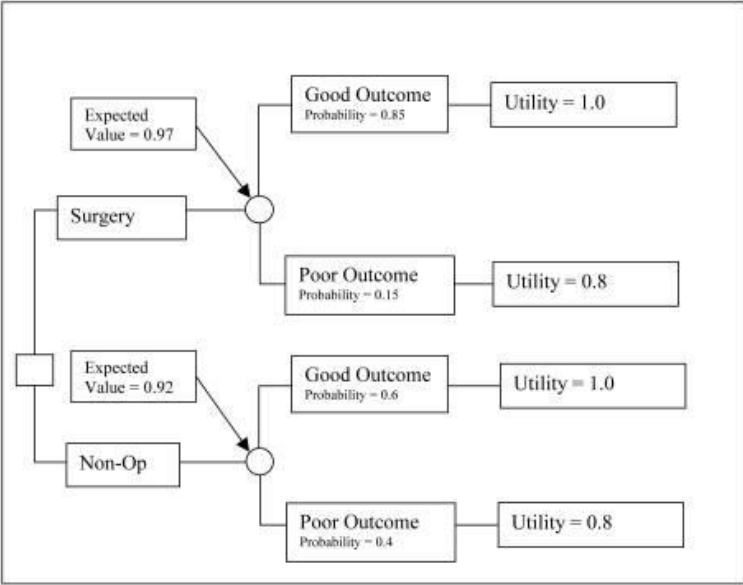 Good Outcome
Probability = 0.85
Utility = 1.0
Expected
Value = 0.97
Surgery
Poor Outcome
Probability = 0.15
Utility = 0.8
Expected
Value = 0.92
Good Outcome
Probability = 0.6
Utility = 1.0
Non-Op
Poor Outcome
Probability = 0.4
Utility = 0.8